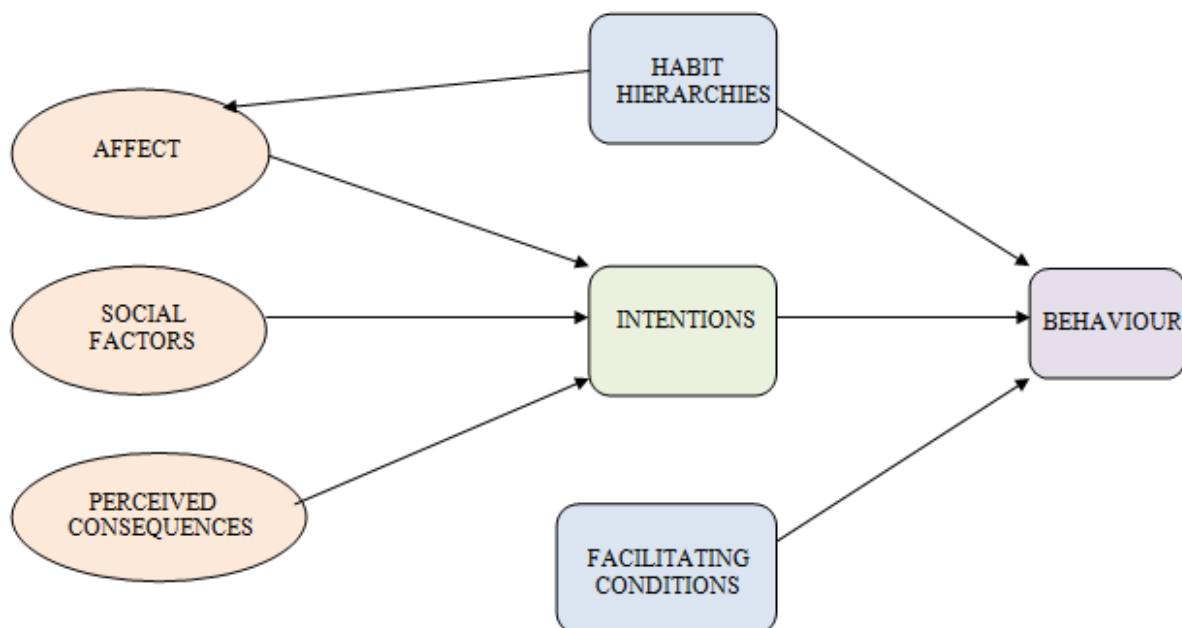 HABIT
HIERARCHIES
AFFECT
SOCIAL
FACTORS
INTENTIONS
BEHAVIOUR
PERCEIVED
CONSEQUENCES
FACILITATING
CONDITIONS